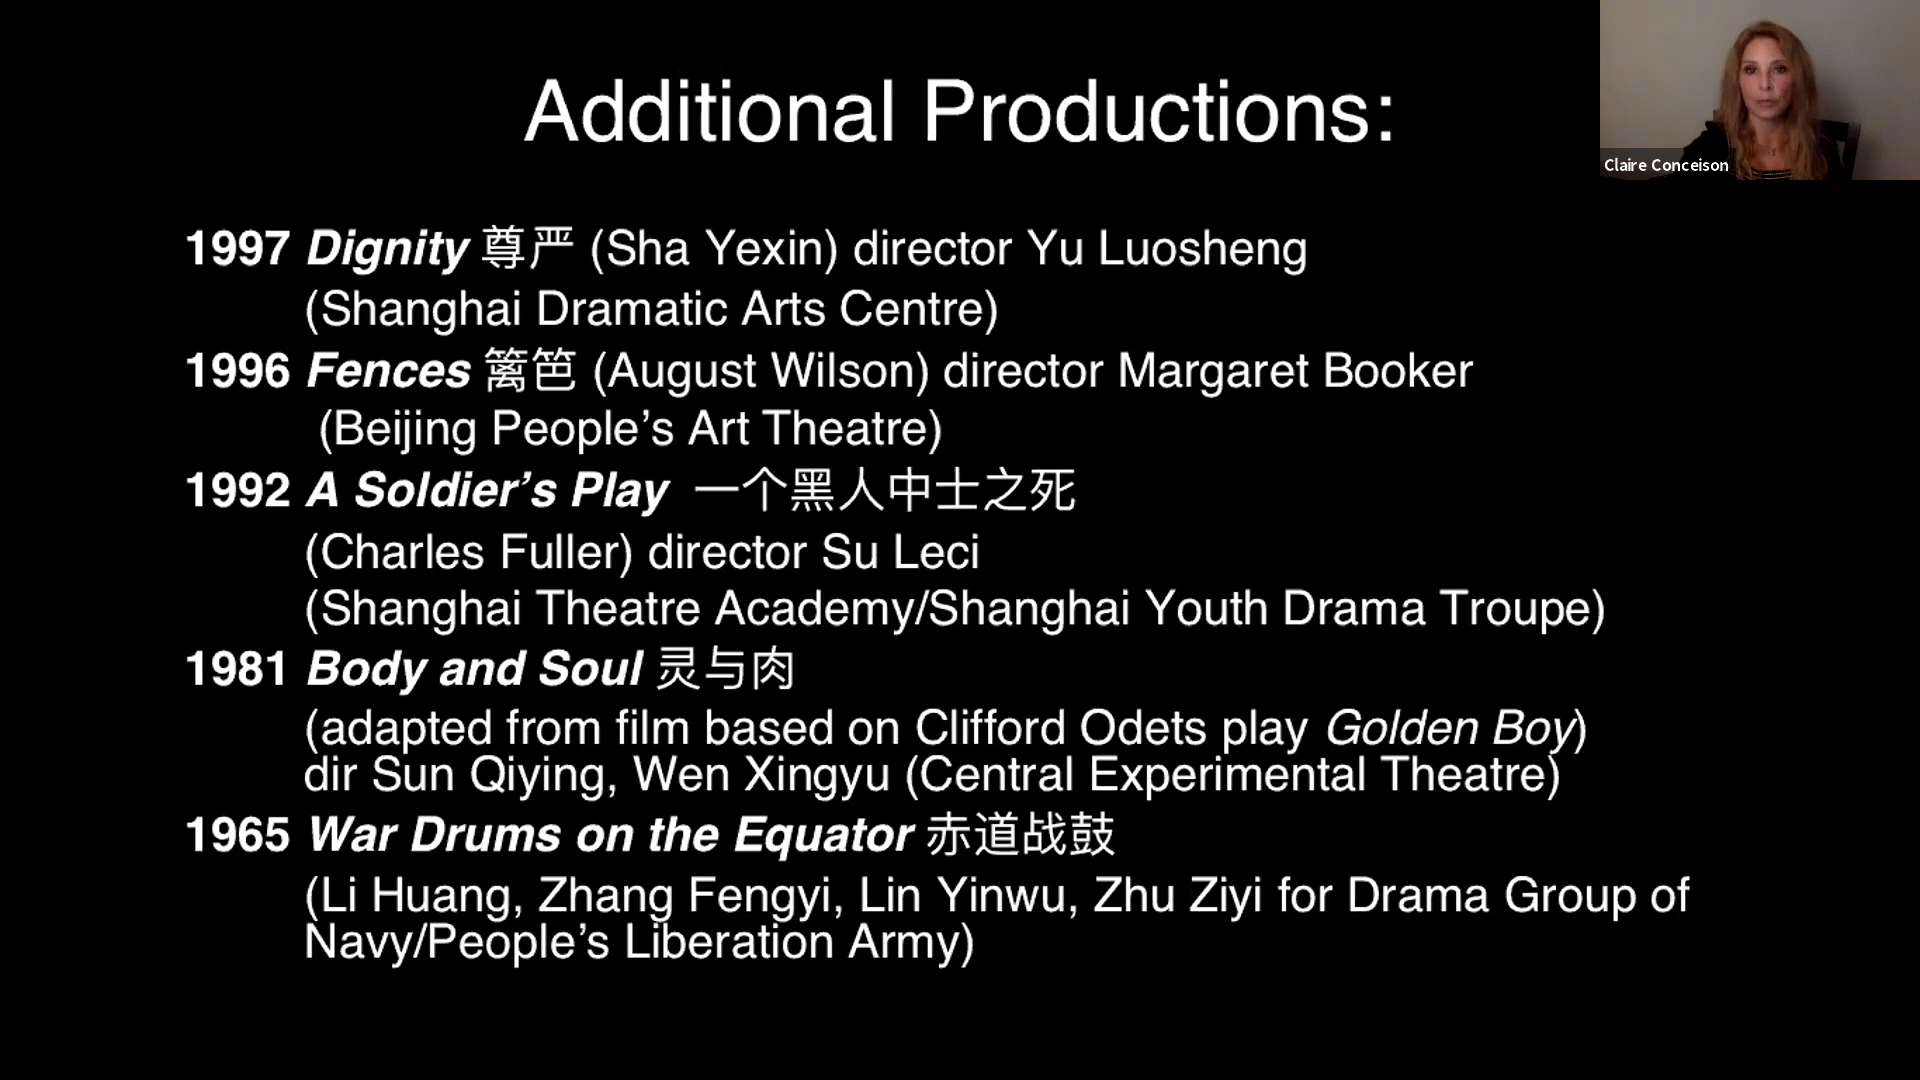 Additional Productions:
Claire Conceison
1997 Dignity 尊严 (Sha Yexin) director Yu Luosheng
(Shanghai Dramatic Arts Centre)
1996 Fences 篱笆 (August Wilson) director Margaret Booker
(Beijing People’s Art Theatre)
1992 A Soldier’s Play 一个黑人中士之死
(Charles Fuller) director Su Leci
(Shanghai Theatre Academy/Shanghai Youth Drama Troupe)
1981 Body and Soul 灵与肉
(adapted from film based on Clifford Odets play Golden Boy)
dir Sun Qiying, Wen Xingyu (Central Experimental Theatre)
1965 War Drums on the Equator 赤道战鼓
(Li Huang, Zhang Fengyi, Lin Yinwu, Zhu Ziyi for Drama Group of
Navy/People’s Liberation Army)